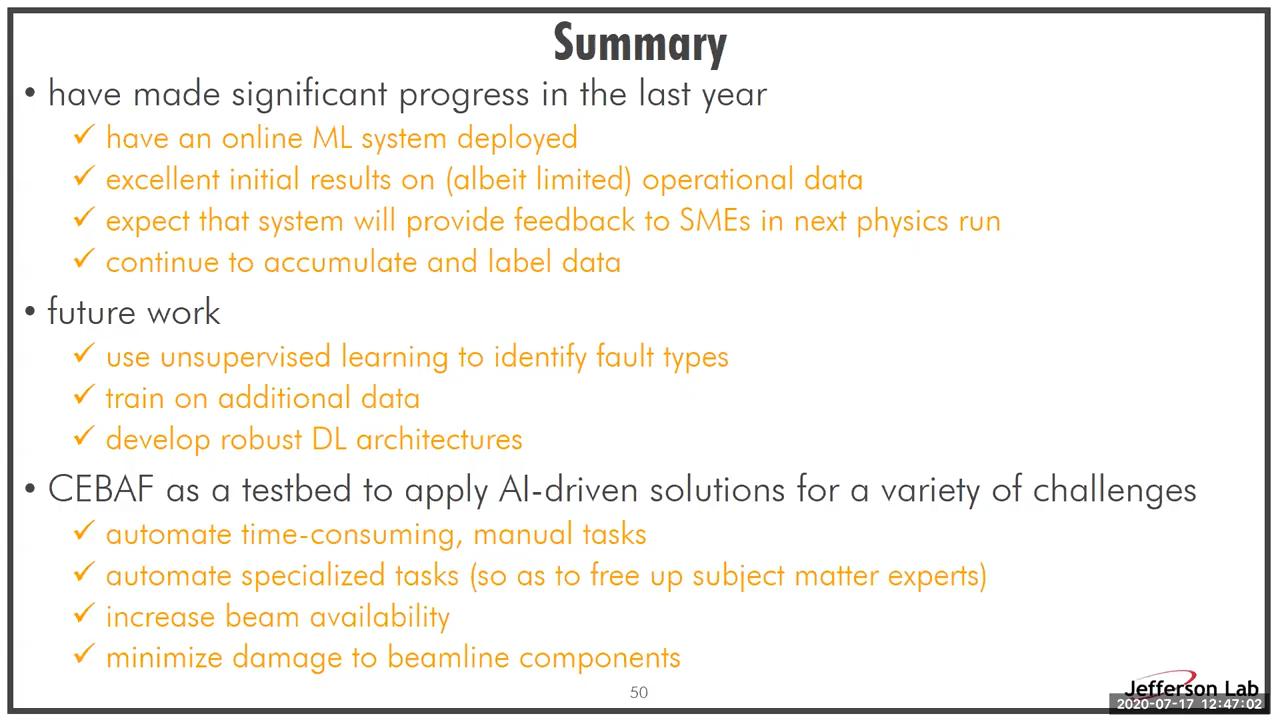 Summary
• have made significant progress in the last year
✓ have an online ML system deployed
✓ excellent initial results on (albeit limited) operational data
✓ expect that system will provide feedback to SMEs in next physics run
✓ continue to accumulate and label data
• future work
✓ use unsupervised learning to identify fault types
✓ train on additional data
✓ develop robust DL architectures
• CEBAF as a testbed to apply AI-driven solutions for a variety of challenges
✓ automate time-consuming, manual tasks
✓ automate specialized tasks (so as to free up subject matter experts)
✓ increase beam availability
✓ minimize damage to beamline components
50
Jefferson Lab
2020-07-17 12:47:02